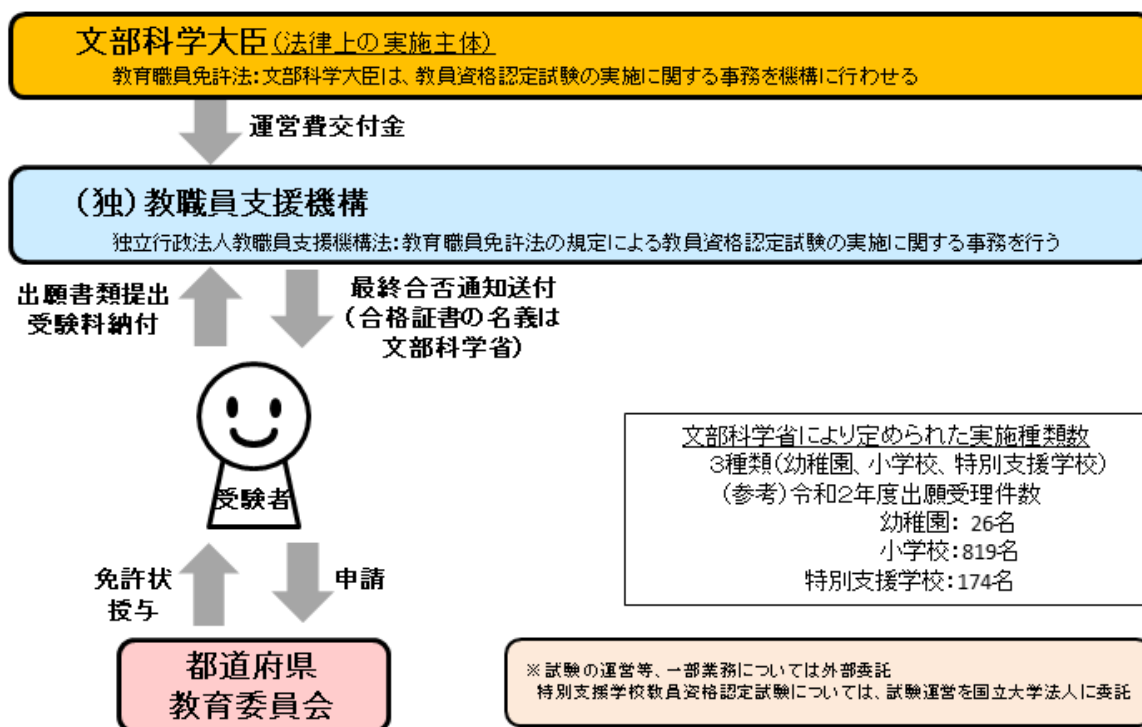 文部科学大臣(法律上の実施主体)
教育職員免許法:文部科学大臣は、教員資格認定試験の実施に関する事務を機構に行わせる
運営費交付金
(独)教職員支援機構
独立行政法人教職員支援機構法:教育職員免許法の規定による教員資格認定試験の実施に関する事務を行う
出願書類提出
受験料納付
最終合否通知送付
(合格証書の名義は
文部科学省)
受験者
文部科学省により定められた実施種類数
3種類(幼稚園、小学校、特別支援学校)
(参考)令和2年度出願受理件数
幼稚園: 26名
小学校:819名
特別支援学校:174名
免許状
授与
申請
都道府県
教育委員会
※試験の運営等、一部業務については外部委託
特別支援学校教員資格認定試験については、試験運営を国立大学法人に委託